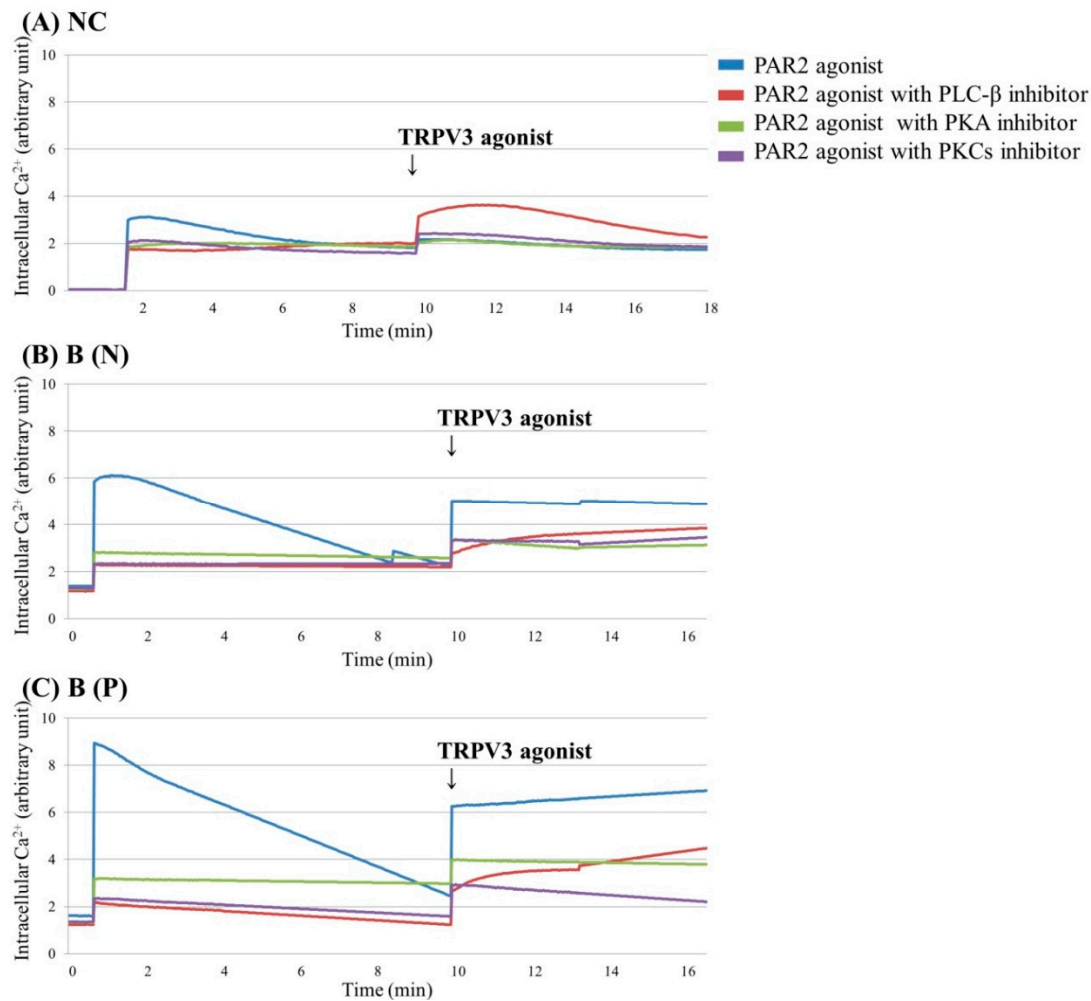 (A) NC
Intracellular Ca²⁺ (arbitrary unit)
10
8
6
4
2
0
TRPV3 agonist
↓
2 4 6 8 10 12 14 16 18
Time (min)
PAR2 agonist
PAR2 agonist with PLC-β inhibitor
PAR2 agonist with PKA inhibitor
PAR2 agonist with PKCs inhibitor
(B) B (N)
Intracellular Ca²⁺ (arbitrary unit)
10
8
6
4
2
0
TRPV3 agonist
↓
0 2 4 6 8 10 12 14 16
Time (min)
(C) B (P)
Intracellular Ca²⁺ (arbitrary unit)
10
8
6
4
2
0
TRPV3 agonist
↓
0 2 4 6 8 10 12 14 16
Time (min)